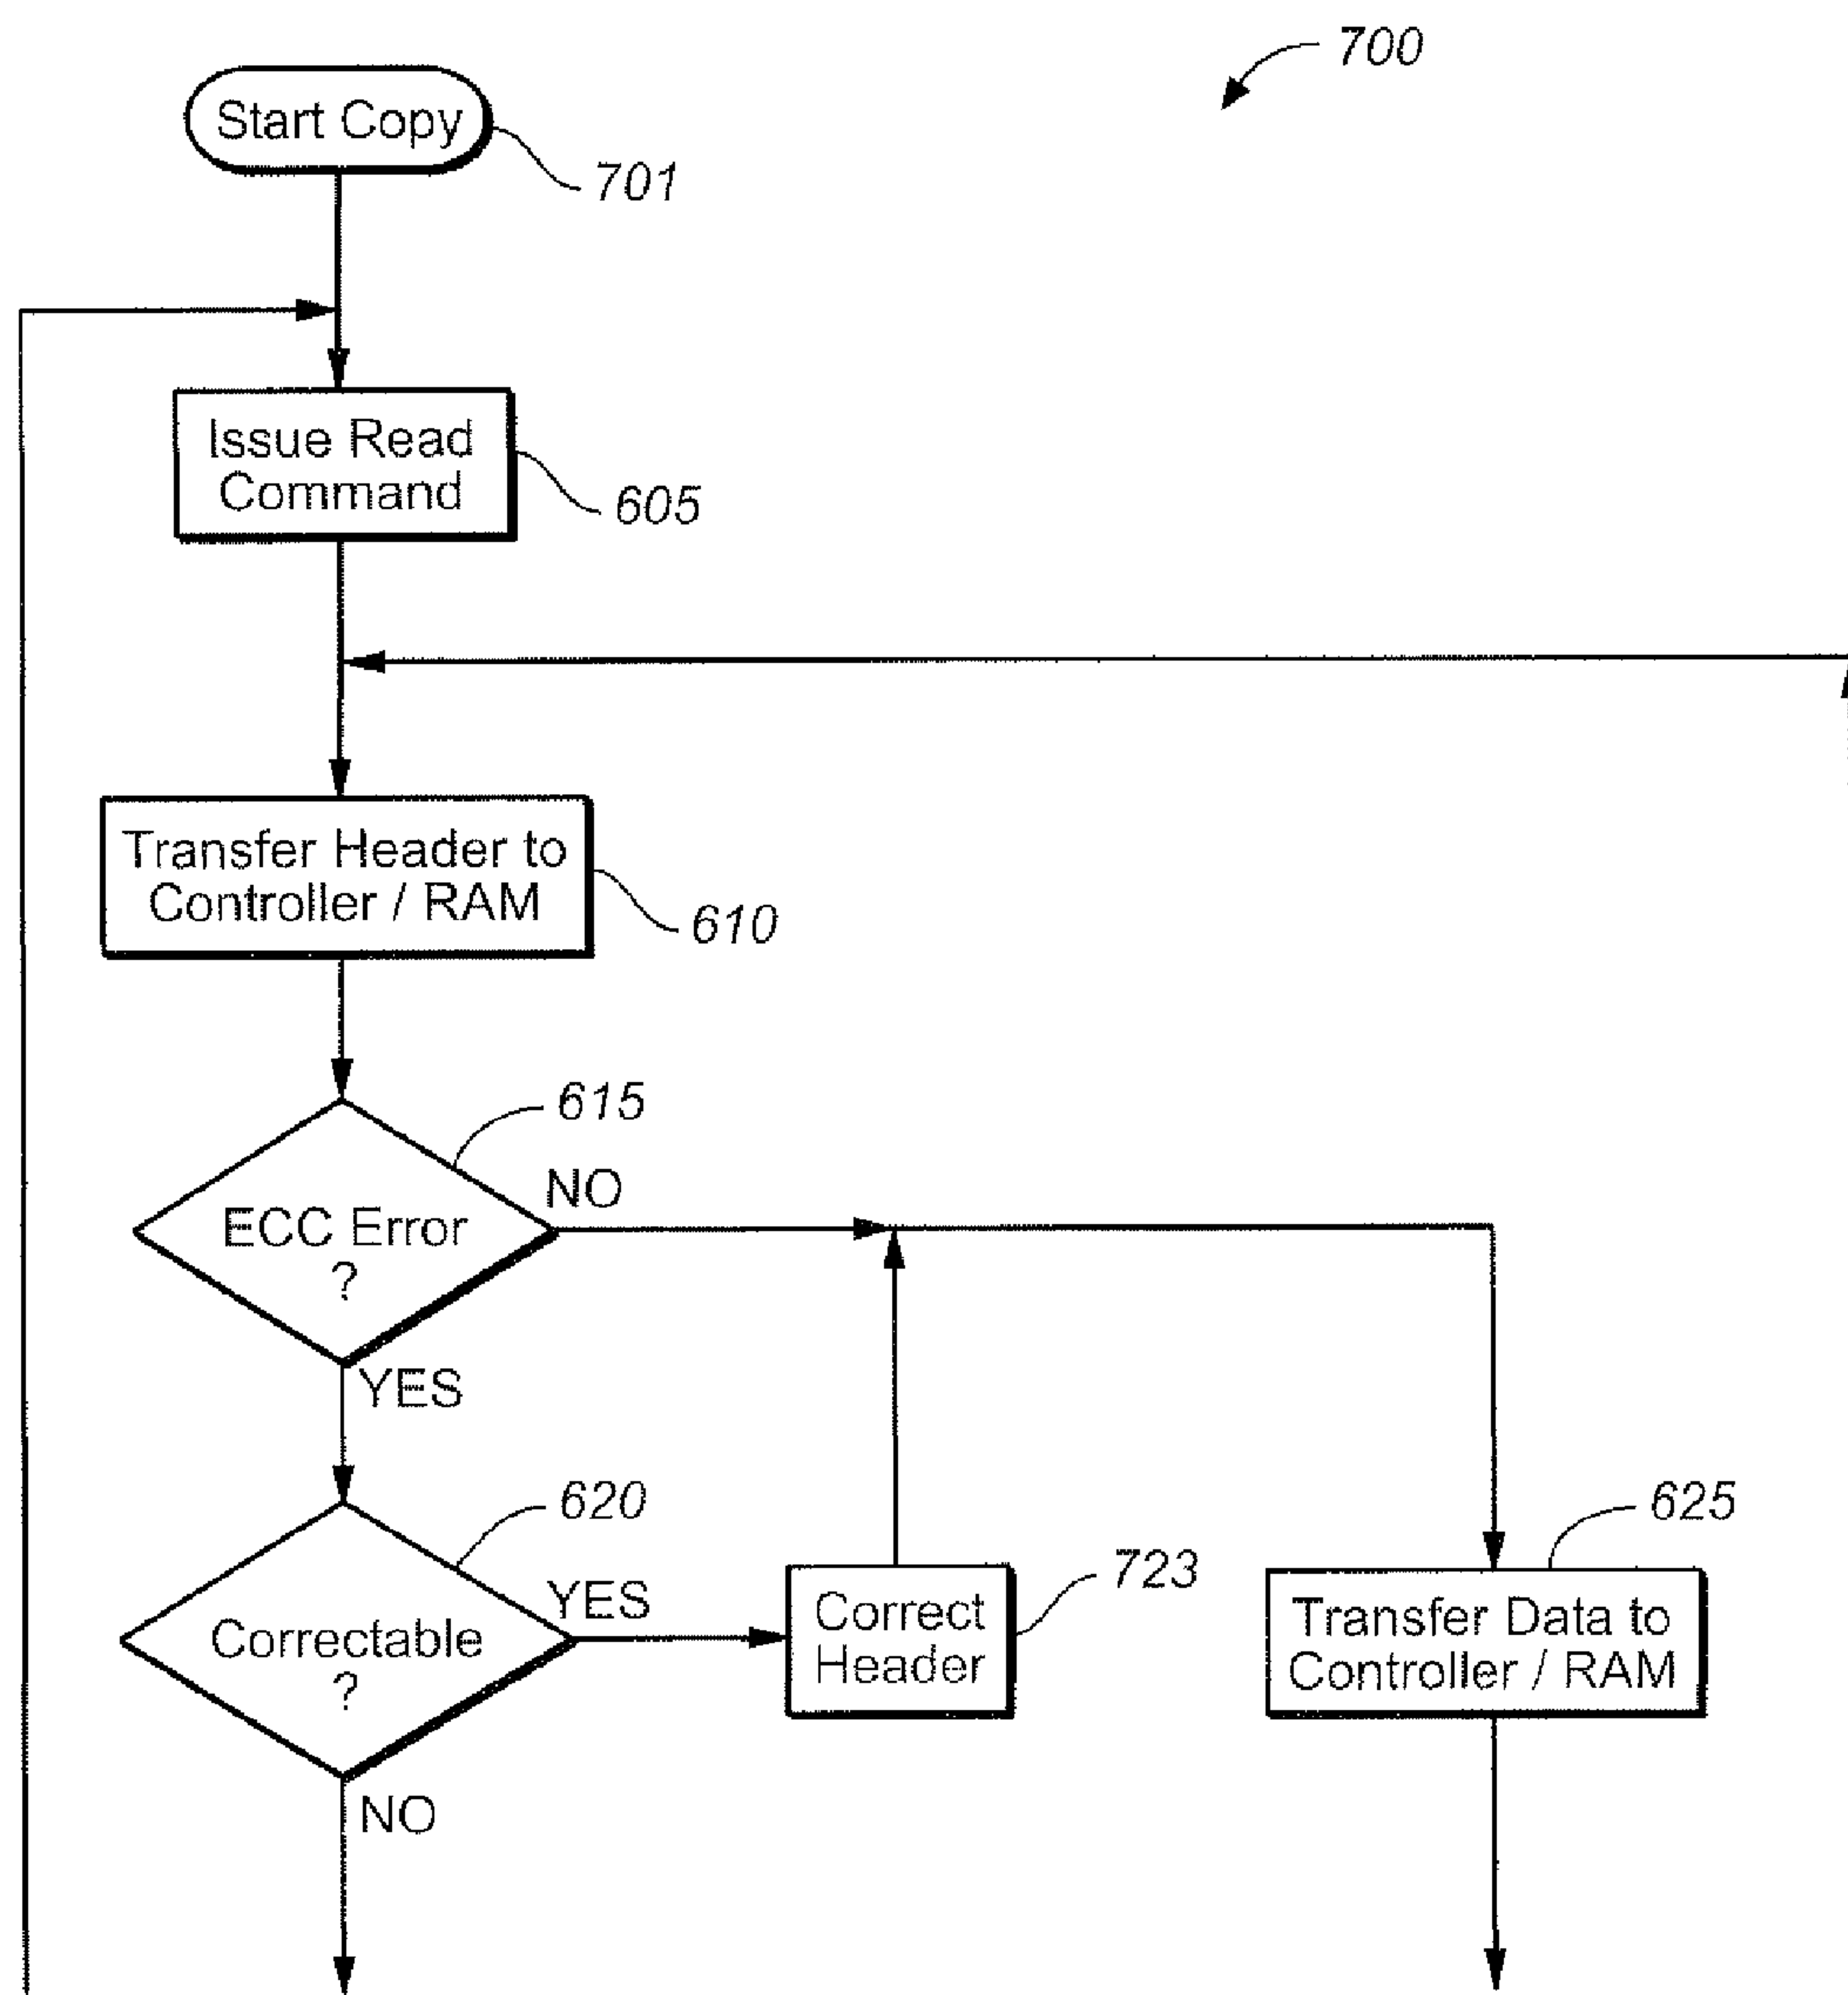 700
Start Copy
701
Issue Read
Command
605
Transfer Header to
Controller / RAM
610
615
NO
ECC Error
?
YES
620
625
YES
Correctable
?
Correct
Header
723
Transfer Data to
Controller / RAM
NO